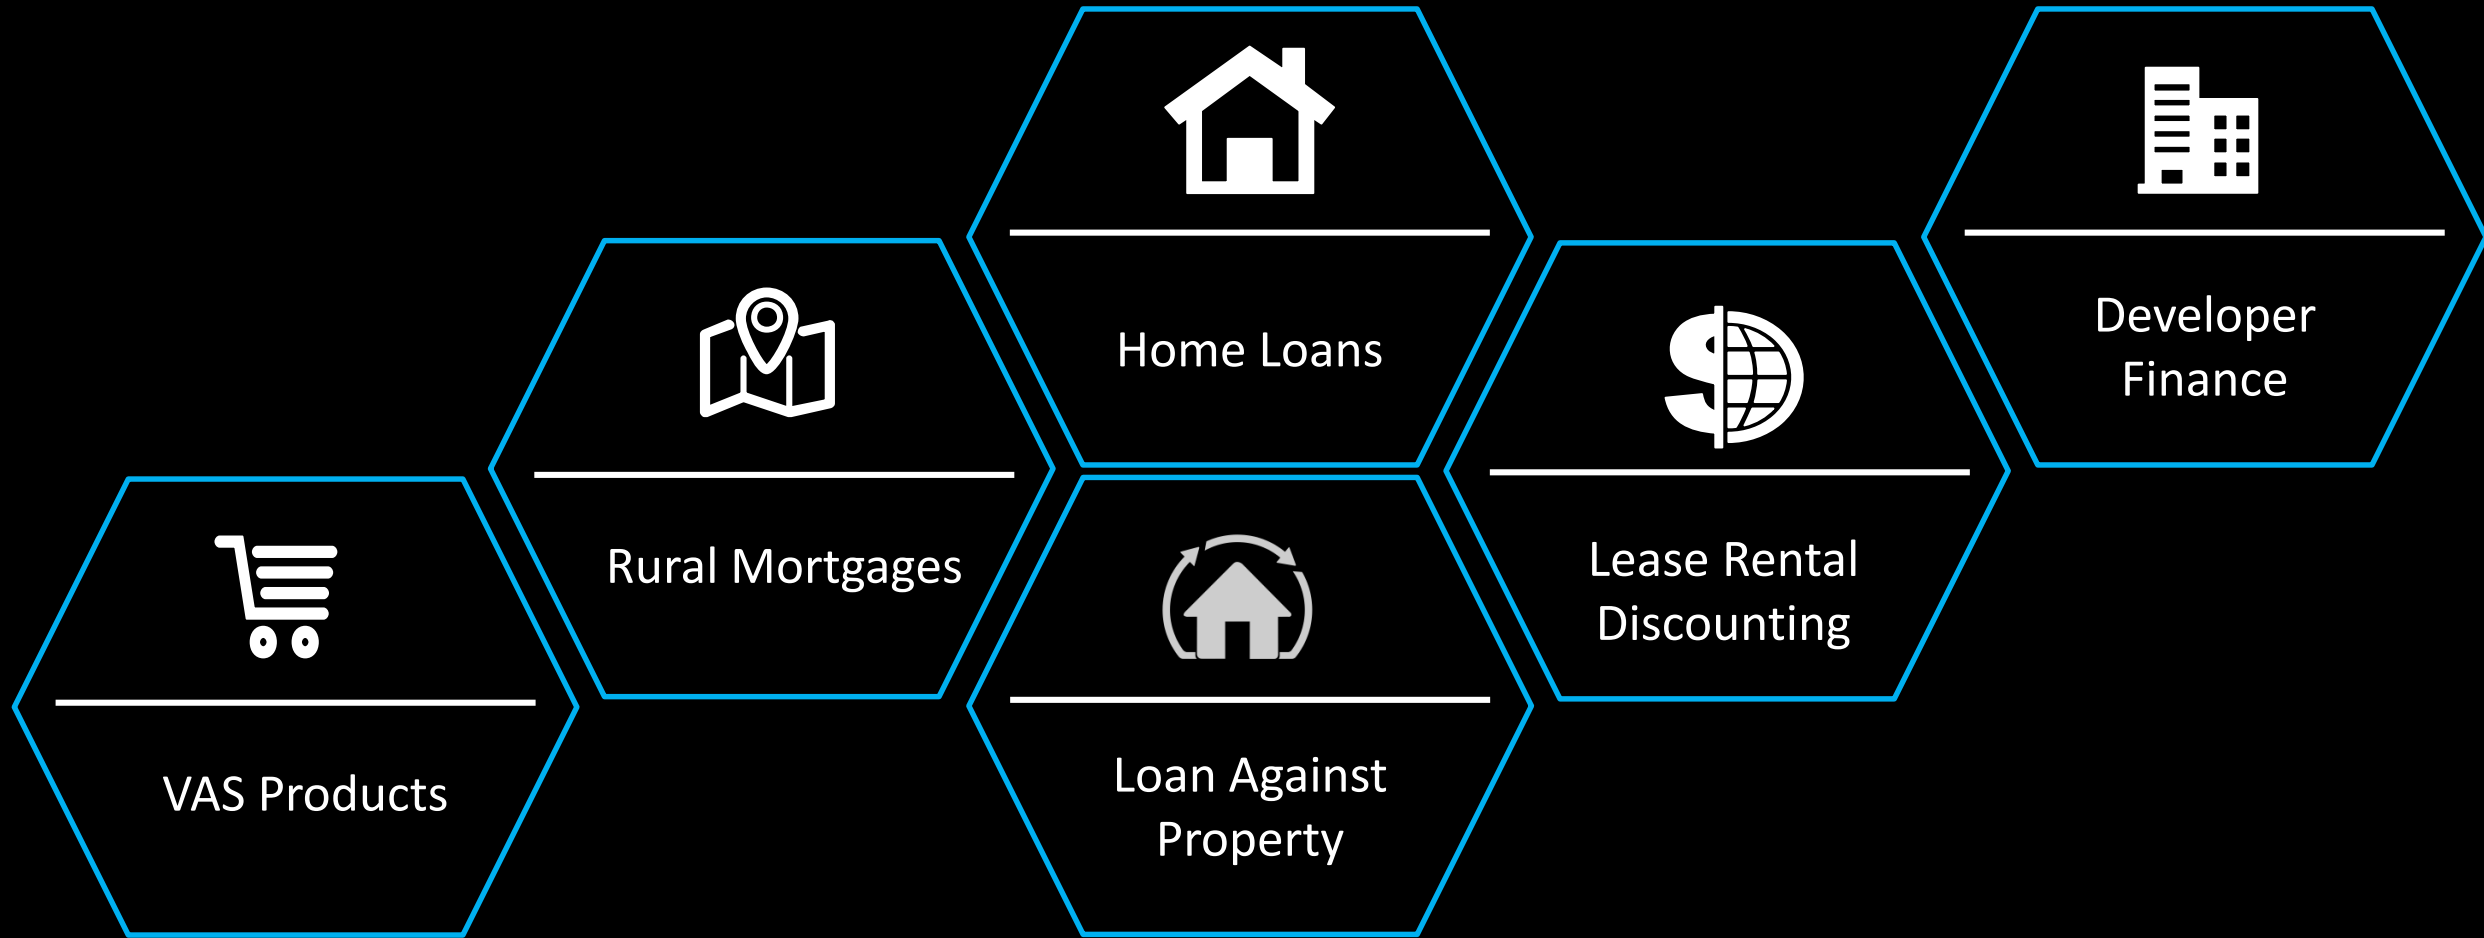 Home Loans
Developer
Finance
Rural Mortgages
Lease Rental
Discounting
VAS Products
Loan Against
Property